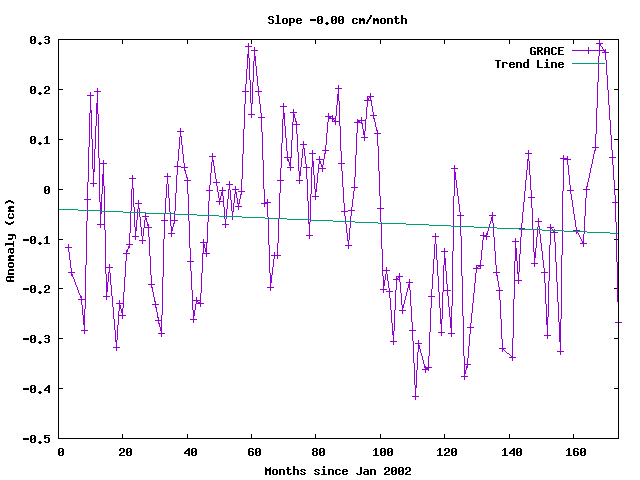 Slope -0.00 cm/month
0.3
GRACE
Trend Line
0.2
0.1
0
-0.1
-0.2
-0.3
-0.4
-0.5
Anomaly (cm)
0 20 40 60 80 100 120 140 160
Months since Jan 2002